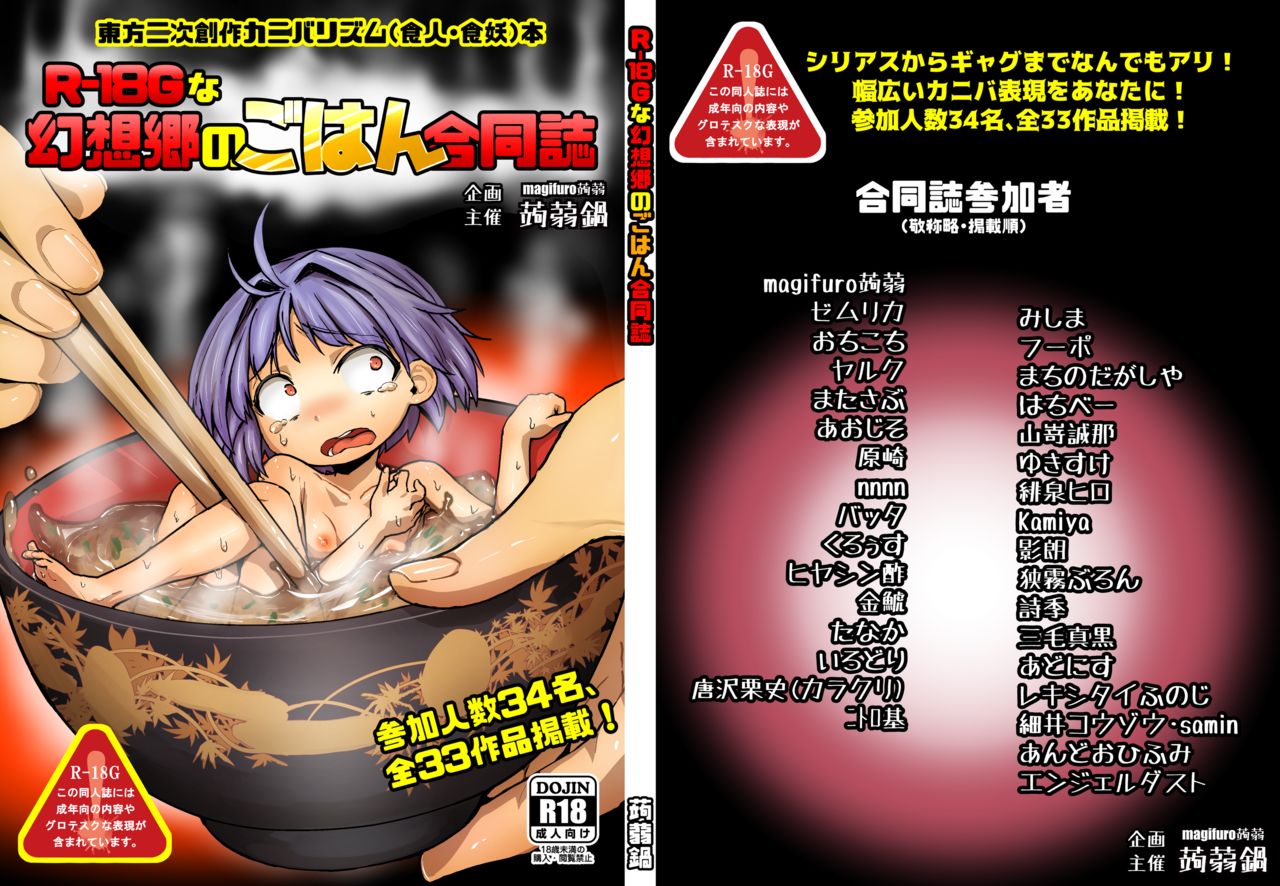 東方二次創作カニバリズム(食人・食妖)本
R-18Gな
幻想郷のごはん合同誌
企画 magifuro蒟蒻
主催 蒟蒻鍋
参加人数34名、
全33作品掲載！
R-18G
この同人誌には
成年向の内容や
グロテスクな表現が
含まれています。
DOJIN
R18
成人向け
18歳未満の
購入・閲覧禁止
R-18Gな幻想郷のごはん合同誌
蒟蒻鍋
R-18G
この同人誌には
成年向の内容や
グロテスクな表現が
含まれています。
シリアスからギャグまでなんでもアリ！
幅広いカニバ表現をあなたに！
参加人数34名、全33作品掲載！
合同誌参加者
(敬称略・掲載順)
magifuro蒟蒻
ゼムリカ
おちこち
ヤルク
またさぶ
あおじそ
原崎
nnnn
バッタ
くろぅす
ヒヤシン酢
金鯱
たなか
いろどり
唐沢栗史(カラクリ)
ニトロ基
みしま
フーポ
まちのだがしや
はちべー
山嵜誠那
ゆきすけ
緋泉ヒロ
Kamiya
影朗
狭霧ぶろん
詩季
三毛真黒
あどにす
レキシタイふのじ
細井コウゾウ・samin
あんどおひふみ
エンジェルダスト
企画 magifuro蒟蒻
主催 蒟蒻鍋